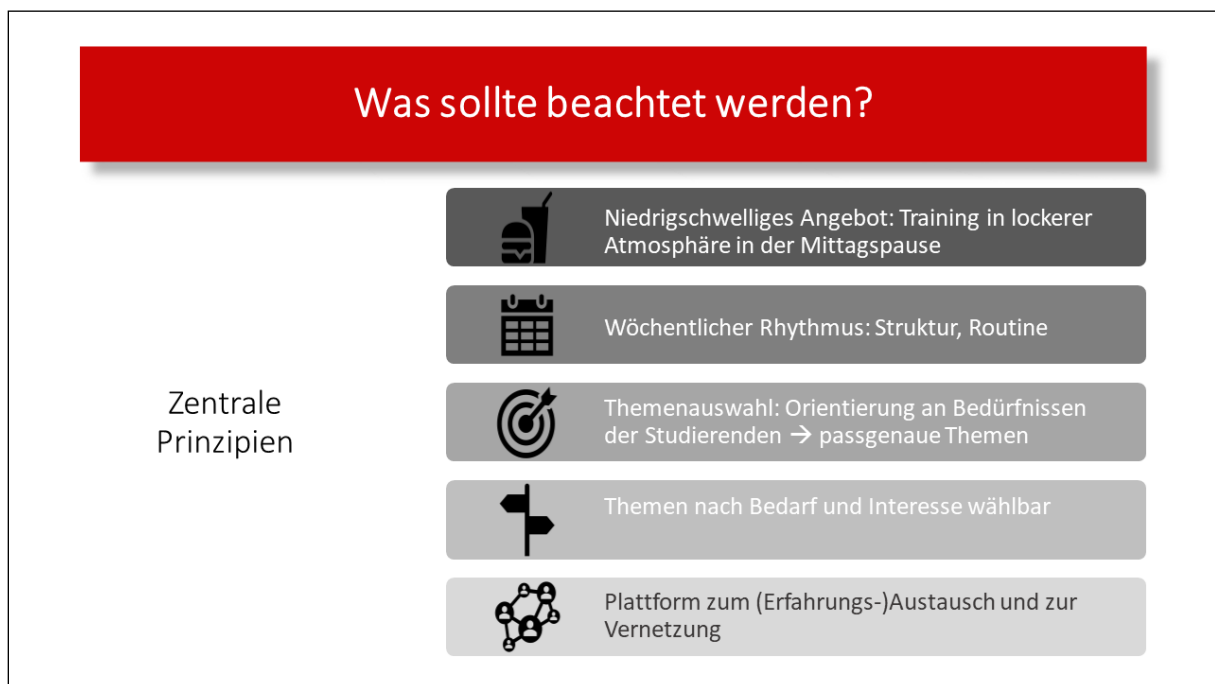 Was sollte beachtet werden?
Zentrale
Prinzipien
Niedrigschwelliges Angebot: Training in lockerer
Atmosphäre in der Mittagspause
Wöchentlicher Rhythmus: Struktur, Routine
Themenauswahl: Orientierung an Bedürfnissen
der Studierenden → passgenaue Themen
Themen nach Bedarf und Interesse wählbar
Plattform zum (Erfahrungs-)Austausch und zur
Vernetzung